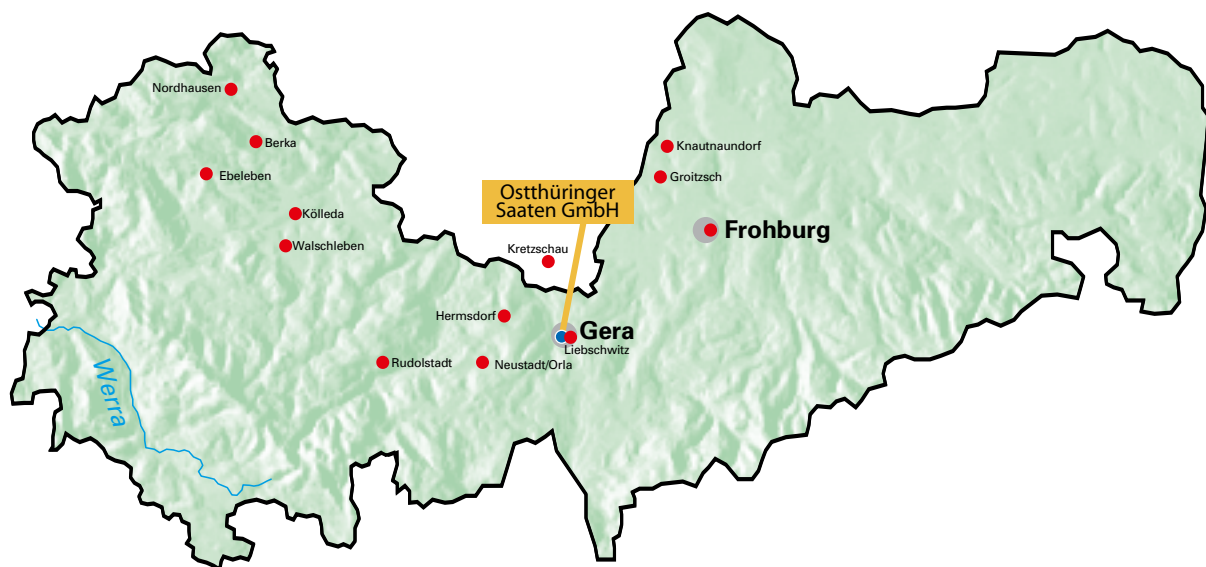 Nordhausen
Berka
Ebeleben
Kölleda
Walschleben
Knautnaundorf
Groitzsch
Ostthüringer
Saaten GmbH
Frohburg
Kretzschau
Hermsdorf
Gera
Liebschwitz
Rudolstadt
Neustadt/Orla
Werra